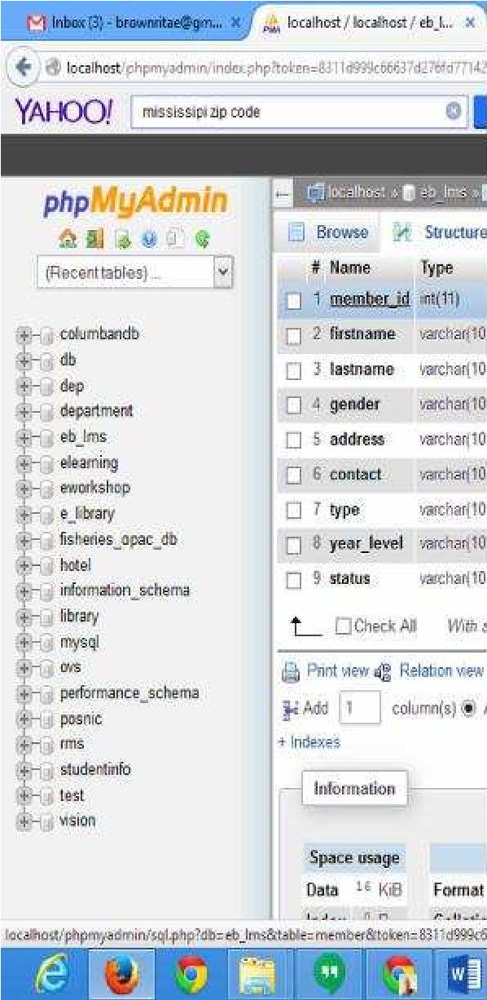 Inbox (3) - brownritae@gm... × localhost / localhost / eb_l... ×
localhost/phpmyadmin/index.php?token=8311d999c66637d276fd77142
YAHOO! mississipi zip code
phpMyAdmin
(Recent tables) ...
columbandb
db
dep
department
eb_lms
elearning
eworkshop
e_library
fisheries_opac_db
hotel
information_schema
library
mysql
ovs
performance_schema
posnic
rms
studentinfo
test
vision
localhost » eb_lms »
Browse Structure
# Name Type
1 member_id int(11)
2 firstname varchar(10
3 lastname varchar(10
4 gender varchar(10
5 address varchar(10
6 contact varchar(10
7 type varchar(10
8 year_level varchar(10
9 status varchar(10
Check All With s
Print view Relation view
Add 1 column(s)
+ Indexes
Information
Space usage
Data 16 KiB Format
localhost/phpmyadmin/sql.php?db=eb_lms&table=member&token=8311d999c6